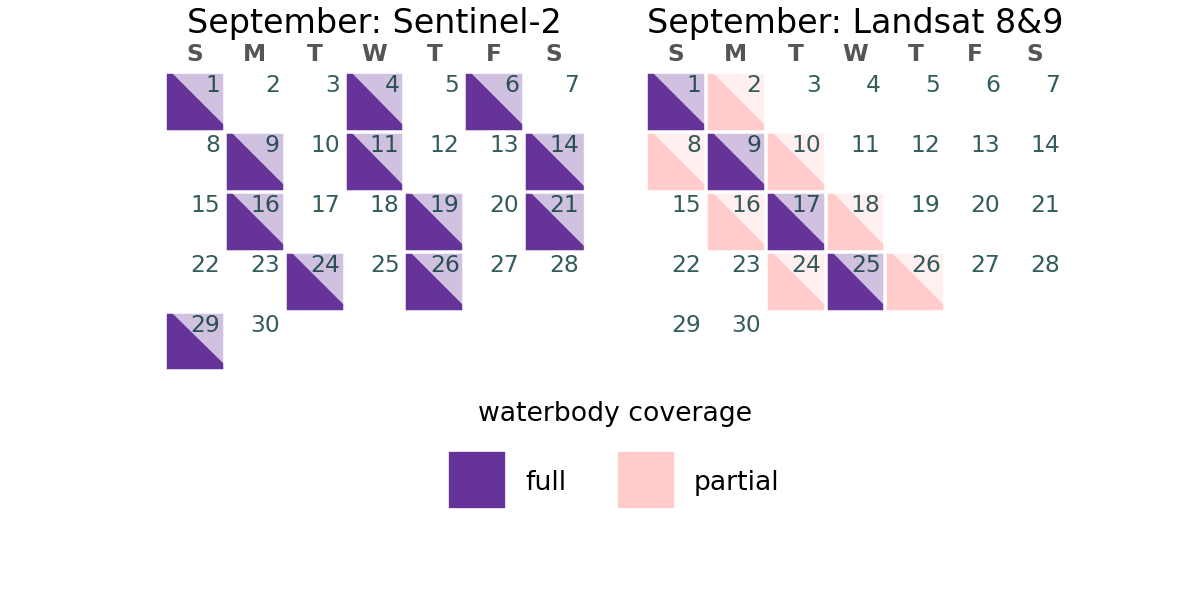 September: Sentinel-2
S M T W T F S
1 2 3 4 5 6 7
8 9 10 11 12 13 14
15 16 17 18 19 20 21
22 23 24 25 26 27 28
29 30
September: Landsat 8&9
S M T W T F S
1 2 3 4 5 6 7
8 9 10 11 12 13 14
15 16 17 18 19 20 21
22 23 24 25 26 27 28
29 30
waterbody coverage
full partial